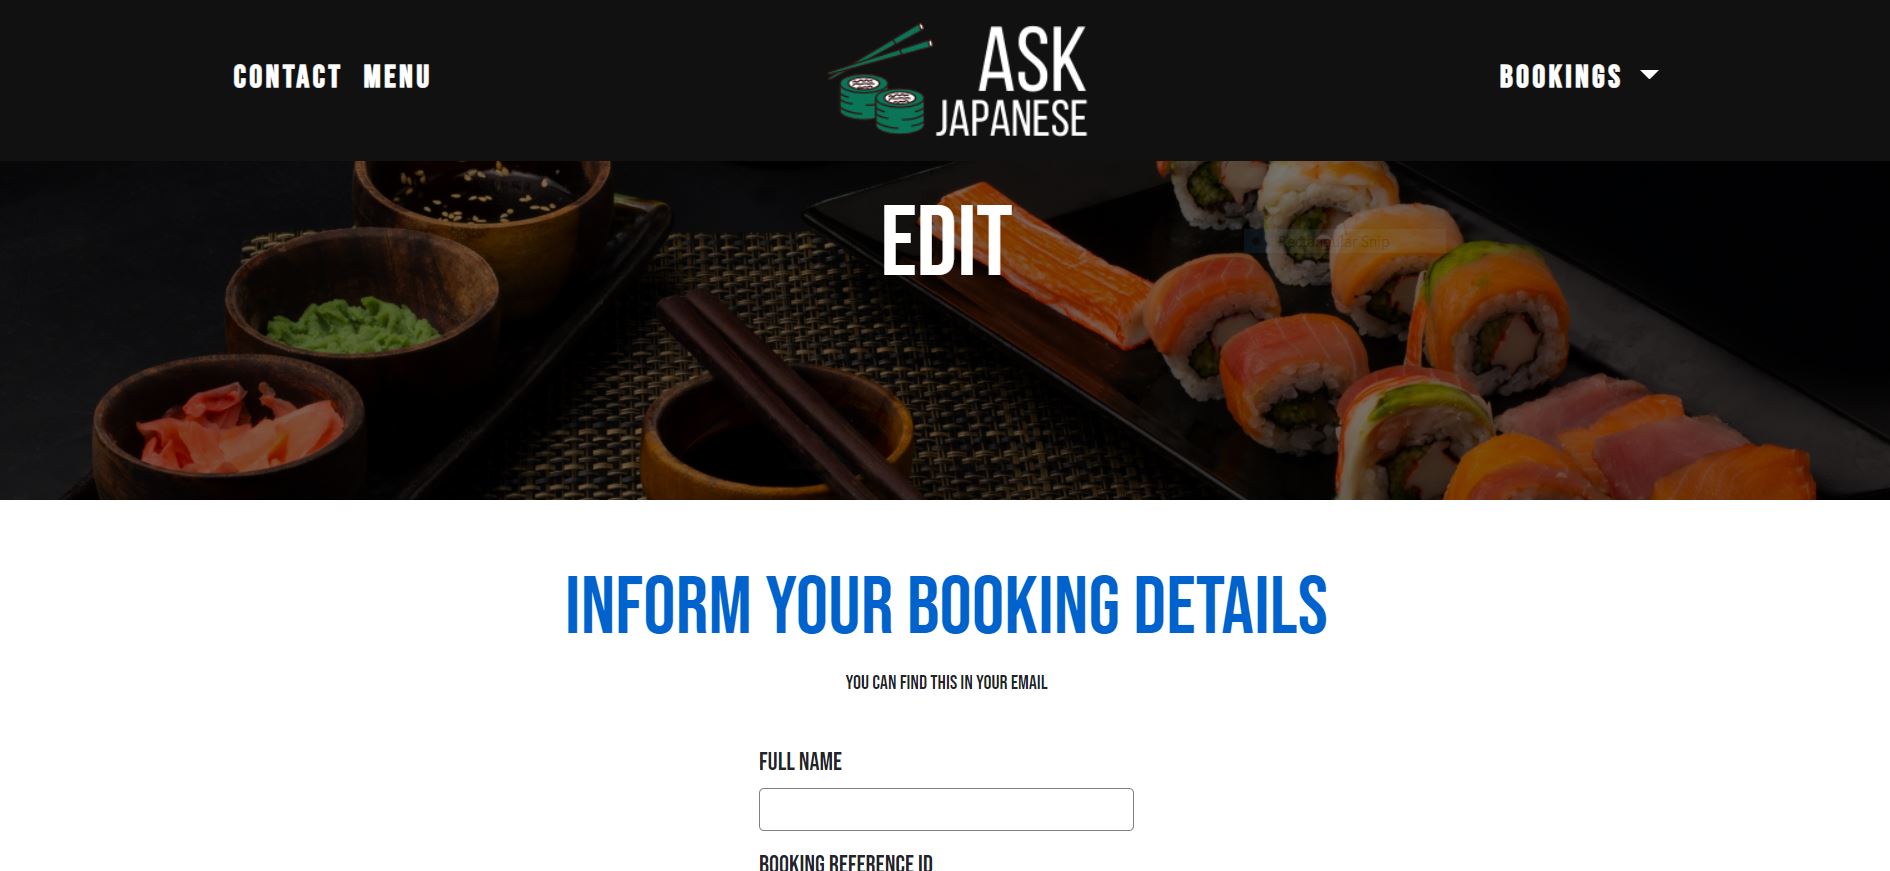 CONTACT MENU
ASK
JAPANESE
BOOKINGS
EDIT
Rectangular Snip
INFORM YOUR BOOKING DETAILS
YOU CAN FIND THIS IN YOUR EMAIL
FULL NAME
BOOKING REFERENCE ID